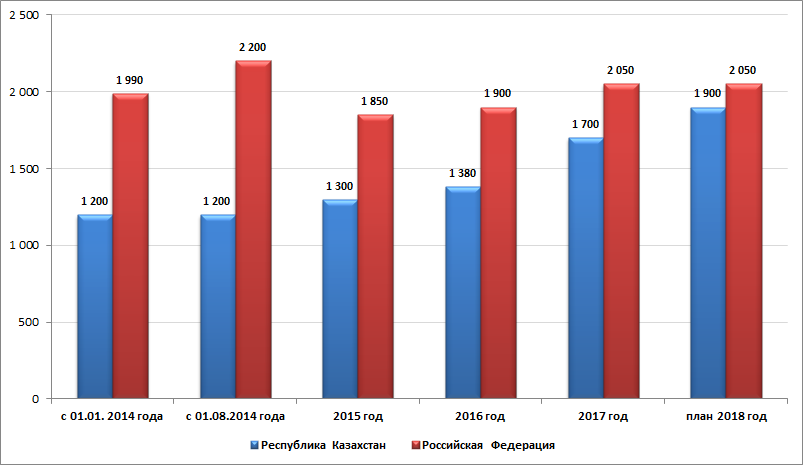 2 500
2 000
1 500
1 000
500
0
1 200
1 990
1 200
2 200
1 300
1 850
1 380
1 900
1 700
2 050
1 900
2 050
с 01.01. 2014 года
с 01.08.2014 года
2015 год
2016 год
2017 год
план 2018 год
Республика Казахстан
Российская Федерация